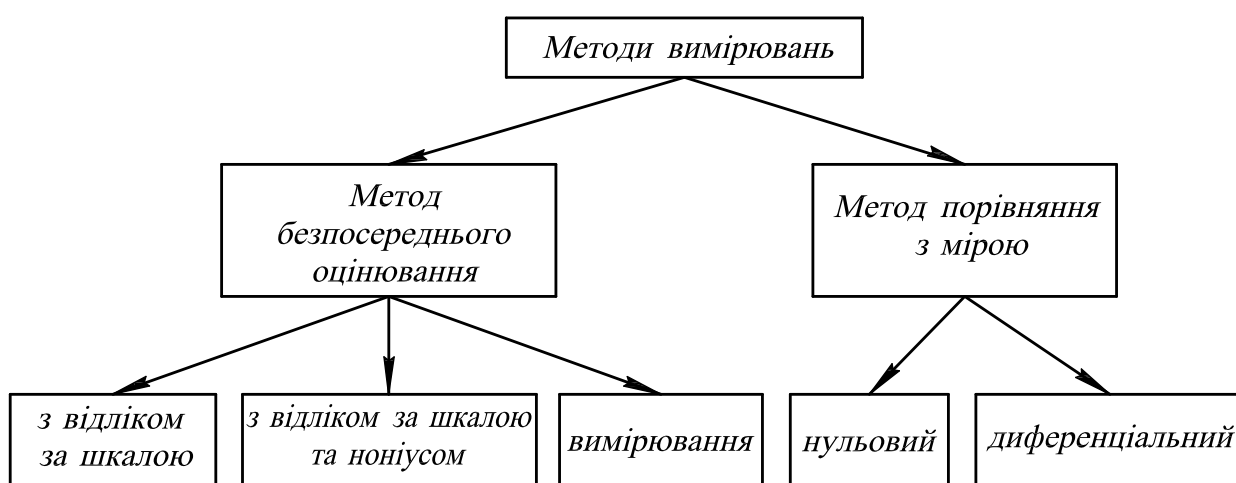 Методи вимірювань
Метод
безпосереднього
оцінювання
Метод порівняння
з мірою
з відліком
за шкалою
з відліком за шкалою
та ноніусом
вимірювання
нульовий
диференціальний